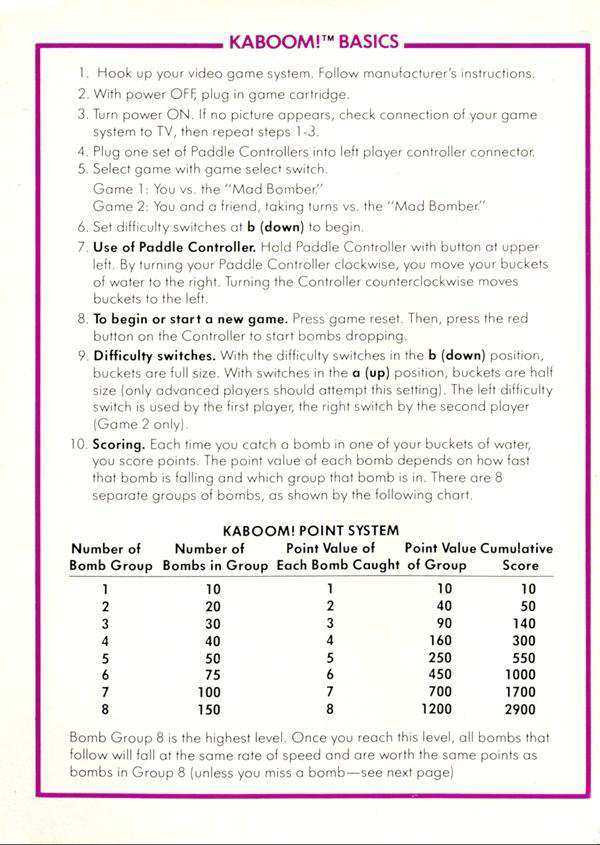 KABOOM!™ BASICS
1. Hook up your video game system. Follow manufacturer's instructions.
2. With power OFF, plug in game cartridge.
3. Turn power ON. If no picture appears, check connection of your game
system to TV, then repeat steps 1-3.
4. Plug one set of Paddle Controllers into left player controller connector.
5. Select game with game select switch.
Game 1: You vs. the "Mad Bomber."
Game 2: You and a friend, taking turns vs. the "Mad Bomber."
6. Set difficulty switches at b (down) to begin.
7. Use of Paddle Controller. Hold Paddle Controller with button at upper
left. By turning your Paddle Controller clockwise, you move your buckets
of water to the right. Turning the Controller counterclockwise moves
buckets to the left.
8. To begin or start a new game. Press game reset. Then, press the red
button on the Controller to start bombs dropping.
9. Difficulty switches. With the difficulty switches in the b (down) position,
buckets are full size. With switches in the a (up) position, buckets are half
size (only advanced players should attempt this setting). The left difficulty
switch is used by the first player, the right switch by the second player
(Game 2 only).
10. Scoring. Each time you catch a bomb in one of your buckets of water,
you score points. The point value of each bomb depends on how fast
that bomb is falling and which group that bomb is in. There are 8
separate groups of bombs, as shown by the following chart.
KABOOM! POINT SYSTEM
Number of Number of Point Value of Point Value Cumulative
Bomb Group Bombs in Group Each Bomb Caught of Group Score
1 10 1 10 10
2 20 2 40 50
3 30 3 90 140
4 40 4 160 300
5 50 5 250 550
6 75 6 450 1000
7 100 7 700 1700
8 150 8 1200 2900
Bomb Group 8 is the highest level. Once you reach this level, all bombs that
follow will fall at the same rate of speed and are worth the same points as
bombs in Group 8 (unless you miss a bomb—see next page)